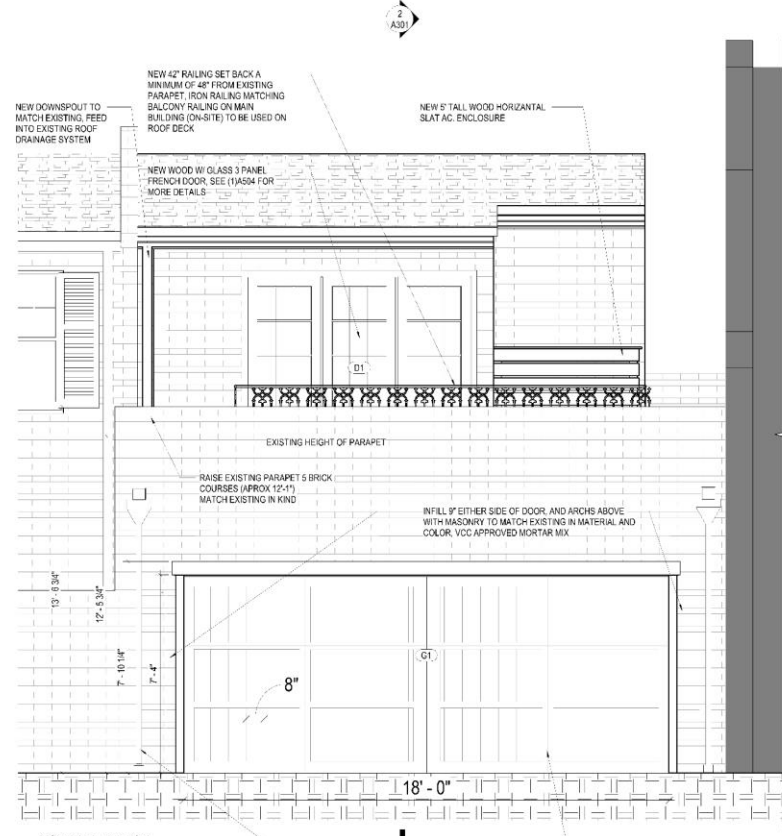 2
A301
NEW 42" RAILING SET BACK A
MINIMUM OF 48" FROM EXISTING
PARAPET, IRON RAILING MATCHING
BALCONY RAILING ON MAIN
BUILDING (ON-SITE) TO BE USED ON
ROOF DECK
NEW DOWNSPOUT TO
MATCH EXISTING, FEED
INTO EXISTING ROOF
DRAINAGE SYSTEM
NEW 5' TALL WOOD HORIZANTAL
SLAT AC. ENCLOSURE
NEW WOOD W/ GLASS 3 PANEL
FRENCH DOOR, SEE (1)A504 FOR
MORE DETAILS
D1
EXISTING HEIGHT OF PARAPET
RAISE EXISTING PARAPET 5 BRICK
COURSES (APROX 12'-1")
MATCH EXISTING IN KIND
INFILL 9" EITHER SIDE OF DOOR, AND ARCHS ABOVE
WITH MASONRY TO MATCH EXISTING IN MATERIAL AND
COLOR, VCC APPROVED MORTAR MIX
13' - 6 3/4"
12' - 5 3/4"
7' - 10 1/4"
7' - 4"
G1
8"
18' - 0"